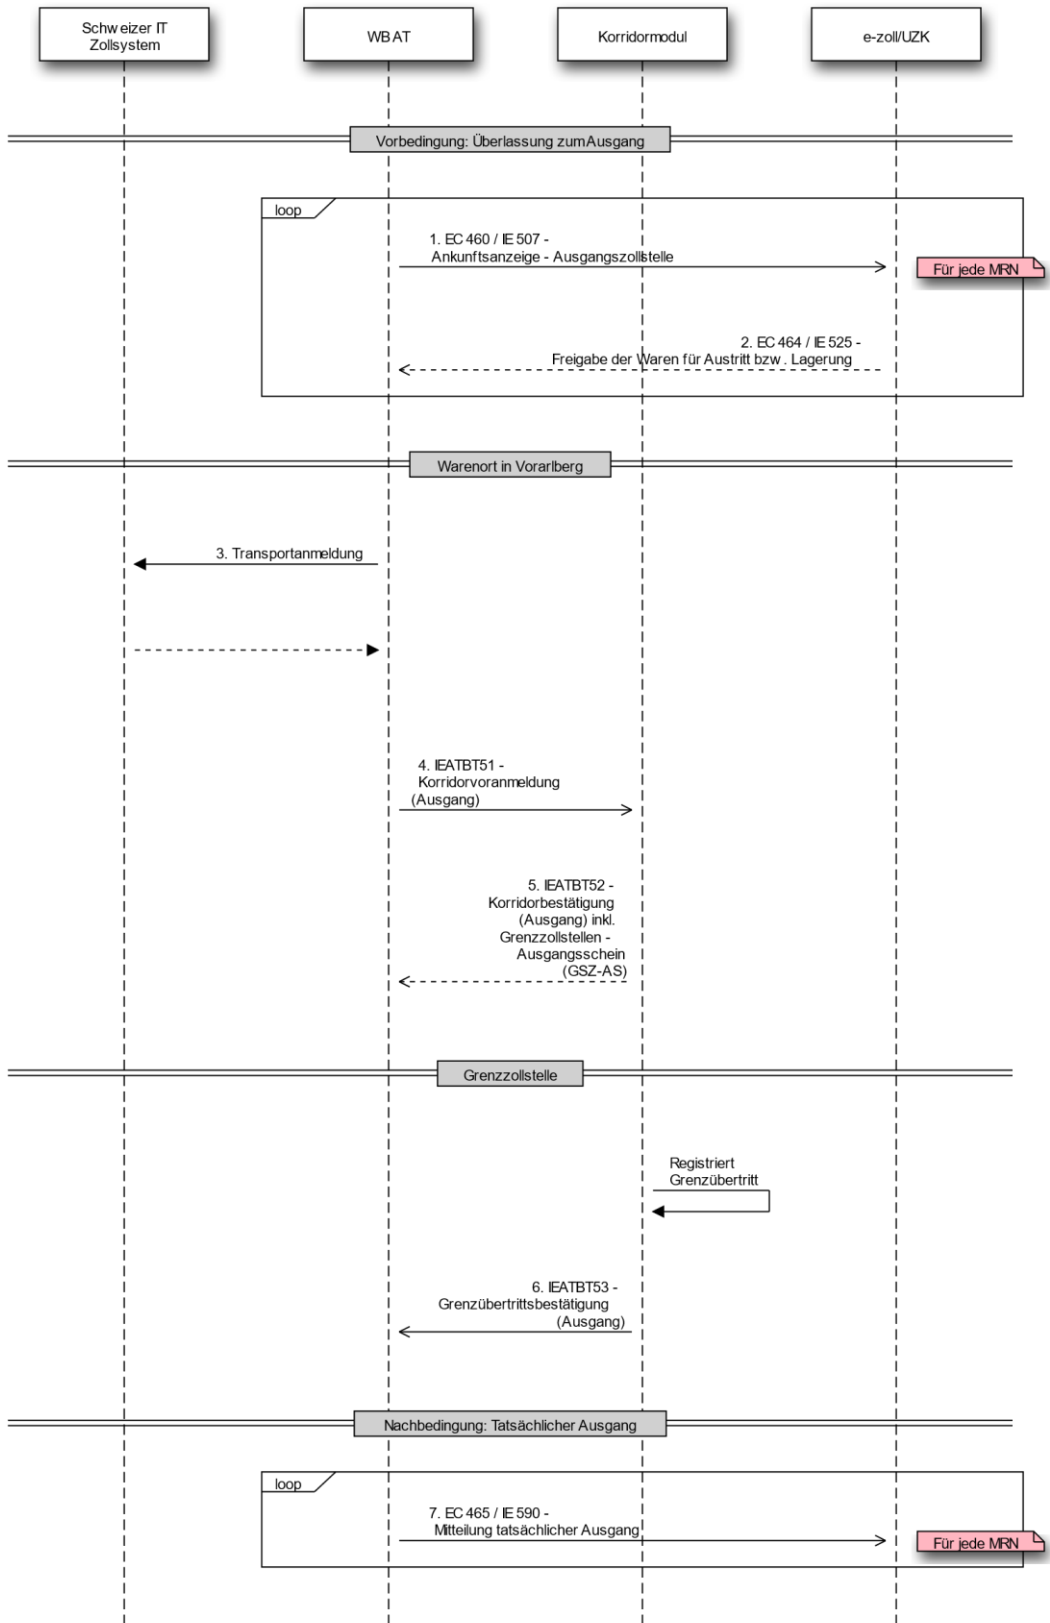 Schweizer IT
Zollsystem
WB AT
Korridormodul
e-zoll/UZK
Vorbedingung: Überlassung zum Ausgang
loop
1. EC 460 / IE 507 -
Ankunftsanzeige - Ausgangszollstelle
Für jede MRN
2. EC 464 / IE 525 -
Freigabe der Waren für Austritt bzw. Lagerung
Warenort in Vorarlberg
3. Transportanmeldung
4. IEATBT51 -
Korridorvoranmeldung
(Ausgang)
5. IEATBT52 -
Korridorbestätigung
(Ausgang) inkl.
Grenzzollstellen -
Ausgangsschein
(GSZ-AS)
Grenzzollstelle
Registriert
Grenzübertritt
6. IEATBT53 -
Grenzübertrittsbestätigung
(Ausgang)
Nachbedingung: Tatsächlicher Ausgang
loop
7. EC 465 / IE 590 -
Mitteilung tatsächlicher Ausgang
Für jede MRN